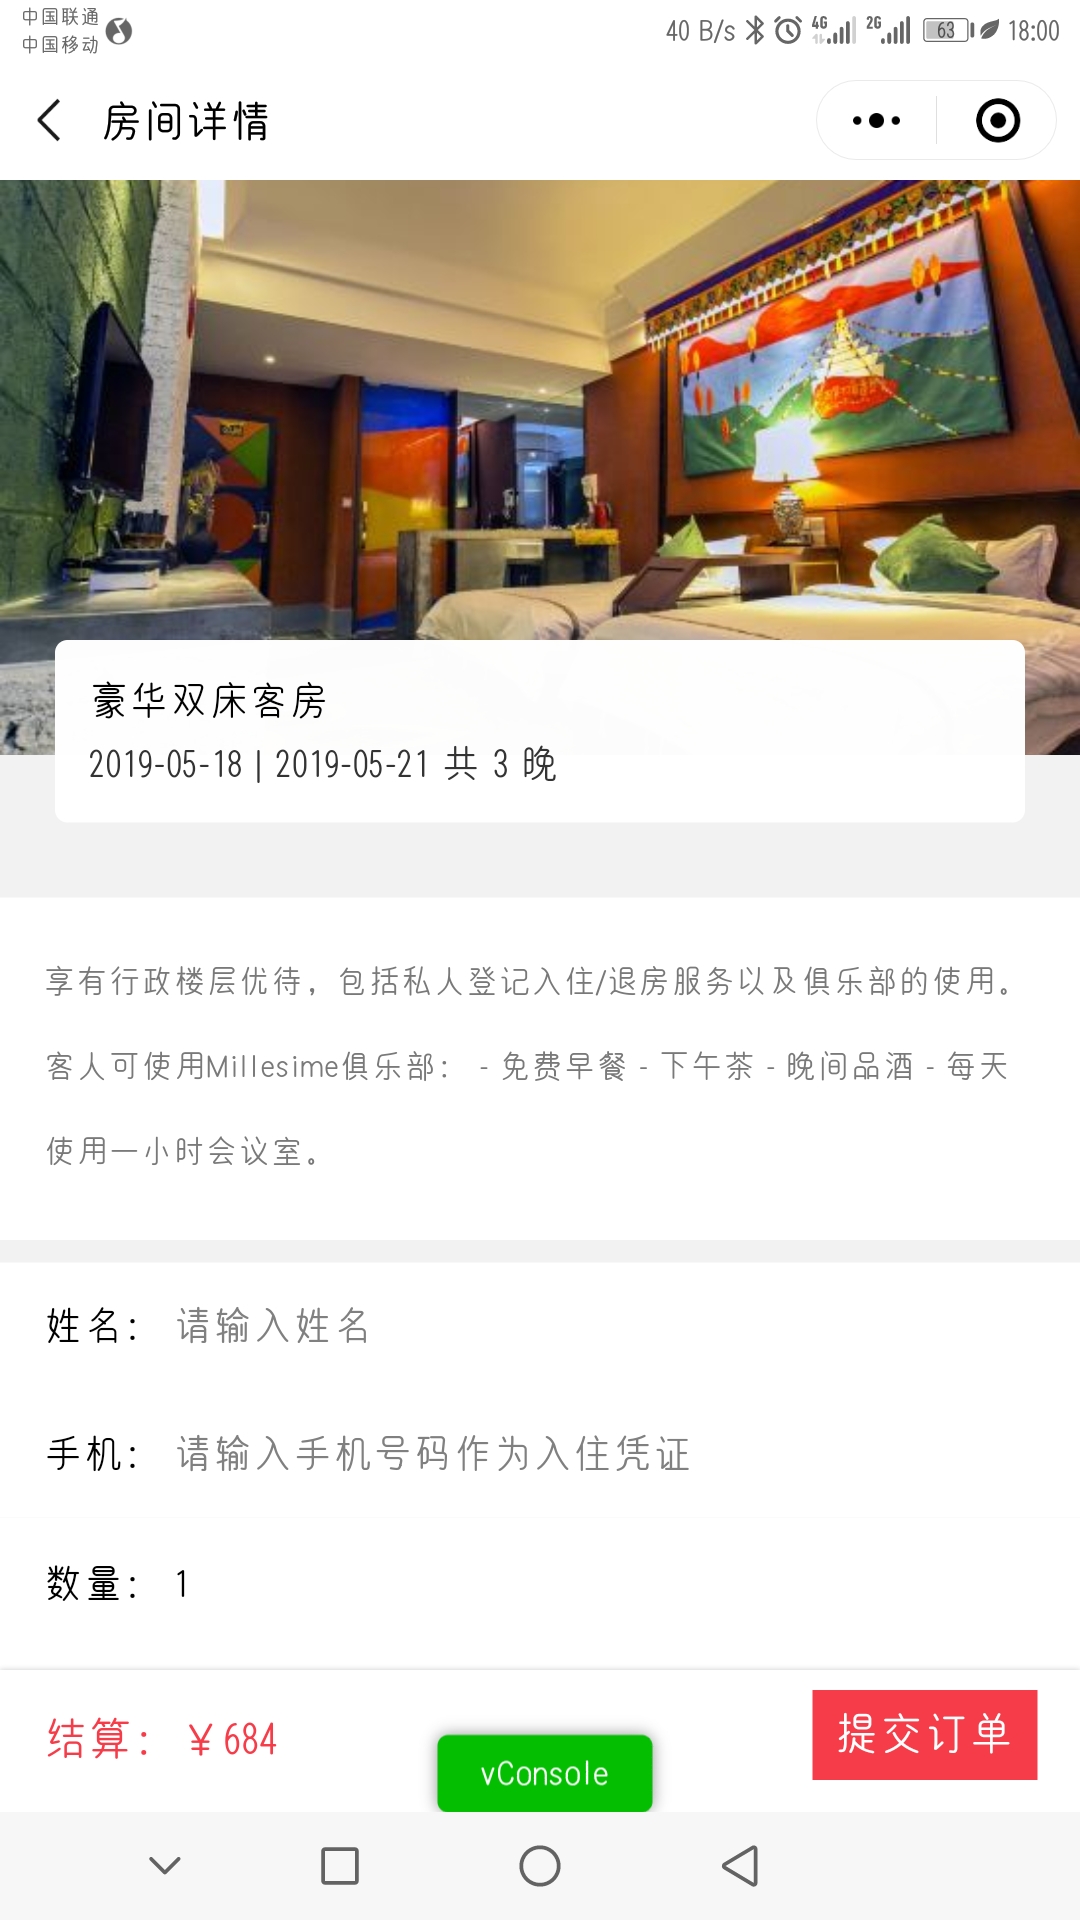 中国联通
中国移动
40 B/s 4G 2G 63 18:00
房间详情
豪华双床客房
2019-05-18 | 2019-05-21 共 3 晚
享有行政楼层优待，包括私人登记入住/退房服务以及俱乐部的使用。
客人可使用Millesime俱乐部： - 免费早餐 - 下午茶 - 晚间品酒 - 每天
使用一小时会议室。
姓名： 请输入姓名
手机： 请输入手机号码作为入住凭证
数量： 1
结算： ￥684
提交订单
vConsole